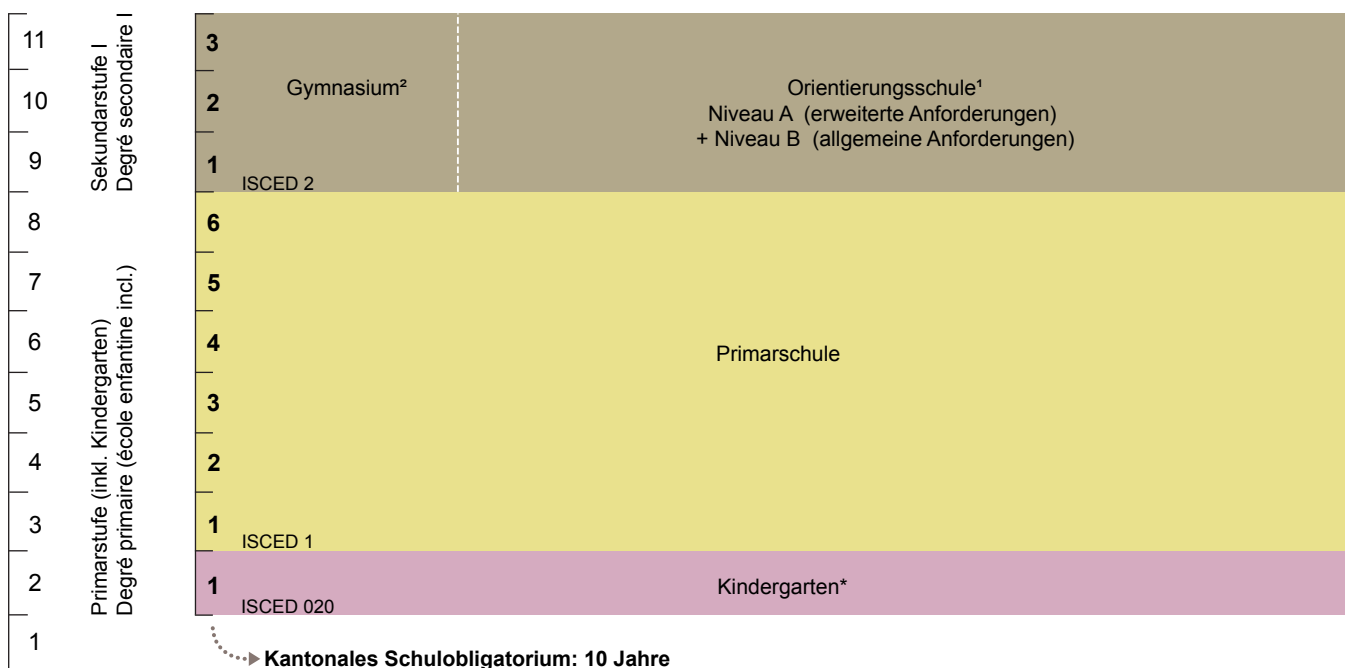 11
10
9
8
7
6
5
4
3
2
1
Sekundarstufe I
Degré secondaire I
Primarstufe (inkl. Kindergarten)
Degré primaire (école enfantine incl.)
3
2
1
Gymnasium²
Orientierungsschule¹
Niveau A (erweiterte Anforderungen)
+ Niveau B (allgemeine Anforderungen)
ISCED 2
6
5
4
3
2
1
Primarschule
ISCED 1
1
Kindergarten*
ISCED 020
Kantonales Schulobligatorium: 10 Jahre